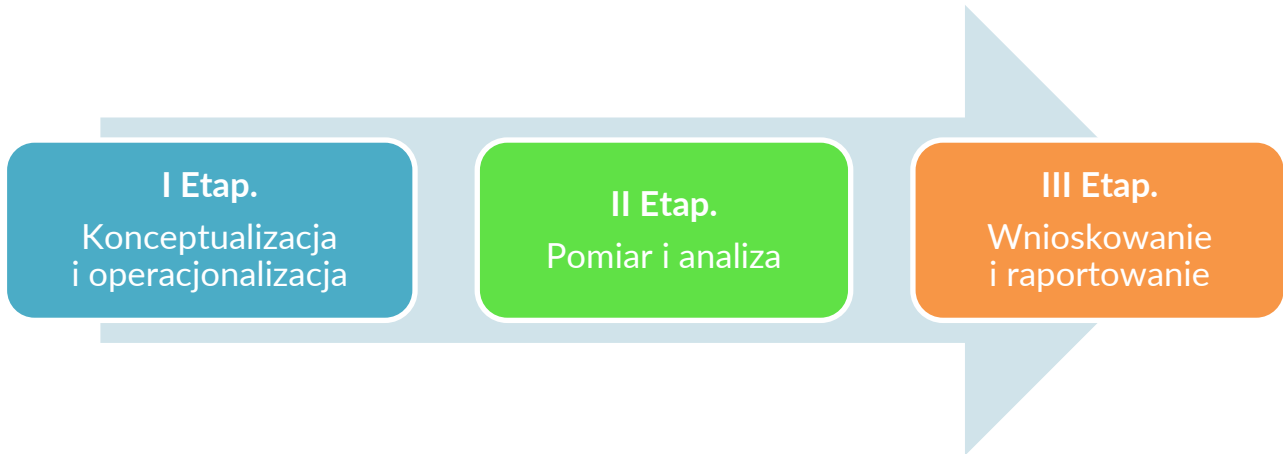 I Etap.
Konceptualizacja
i operacjonalizacja
II Etap.
Pomiar i analiza
III Etap.
Wnioskowanie
i raportowanie